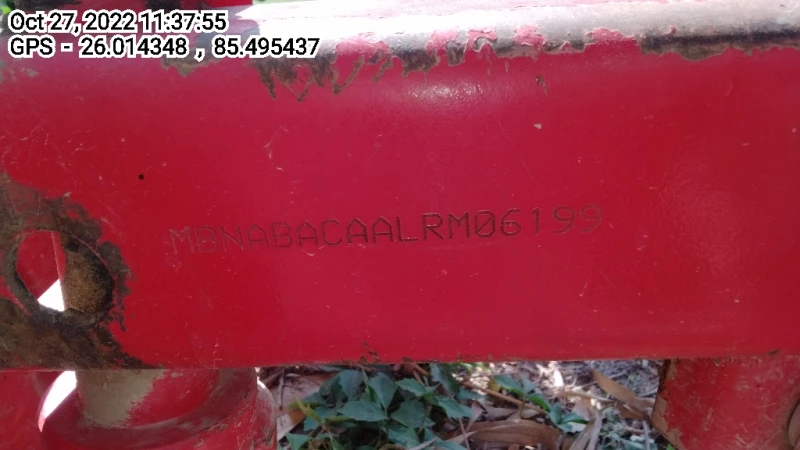 Oct 27, 2022 11:37:55
GPS - 26.014348 , 85.495437
MBNABACAALRM06199